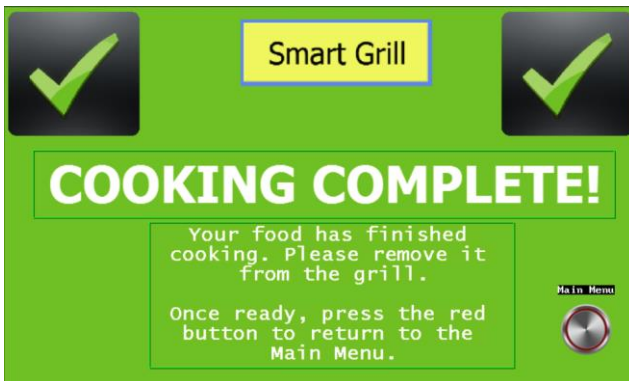 Smart Grill
COOKING COMPLETE!
Your food has finished
cooking. Please remove it
from the grill.
Once ready, press the red
button to return to the
Main Menu.
Main Menu